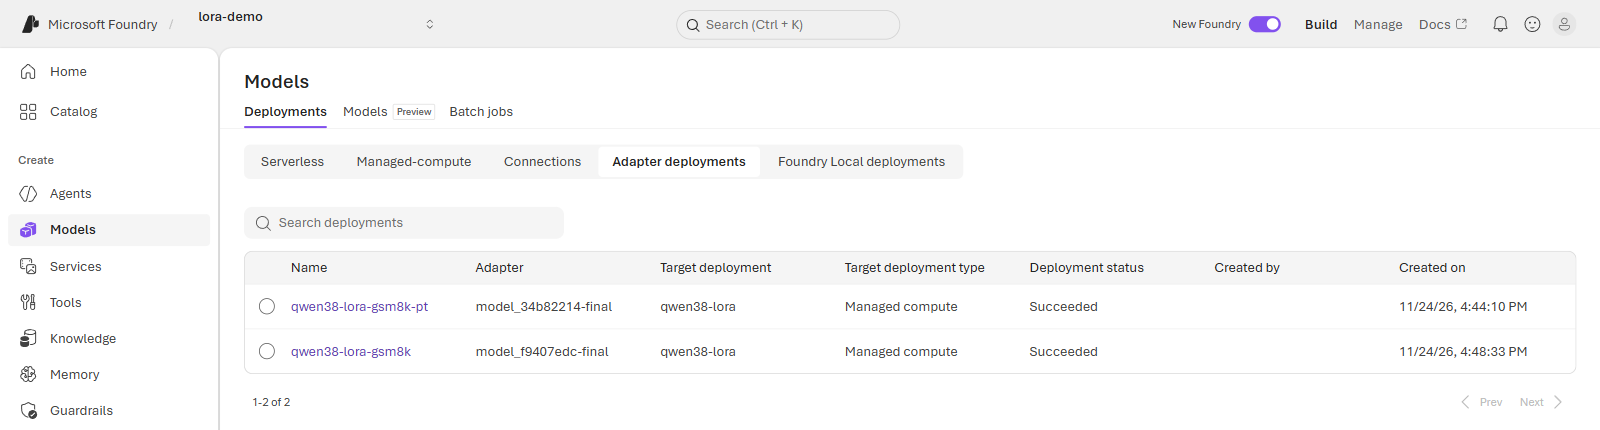 Microsoft Foundry / lora-demo Search (Ctrl + K) New Foundry Build Manage Docs
Home
Catalog
Create
Agents
Models
Services
Tools
Knowledge
Memory
Guardrails
Models
Deployments Models Preview Batch jobs
Serverless Managed-compute Connections Adapter deployments Foundry Local deployments
Search deployments
Name Adapter Target deployment Target deployment type Deployment status Created by Created on
qwen38-lora-gsm8k-pt model_34b82214-final qwen38-lora Managed compute Succeeded 11/24/26, 4:44:10 PM
qwen38-lora-gsm8k model_f9407edc-final qwen38-lora Managed compute Succeeded 11/24/26, 4:48:33 PM
1-2 of 2 Prev Next